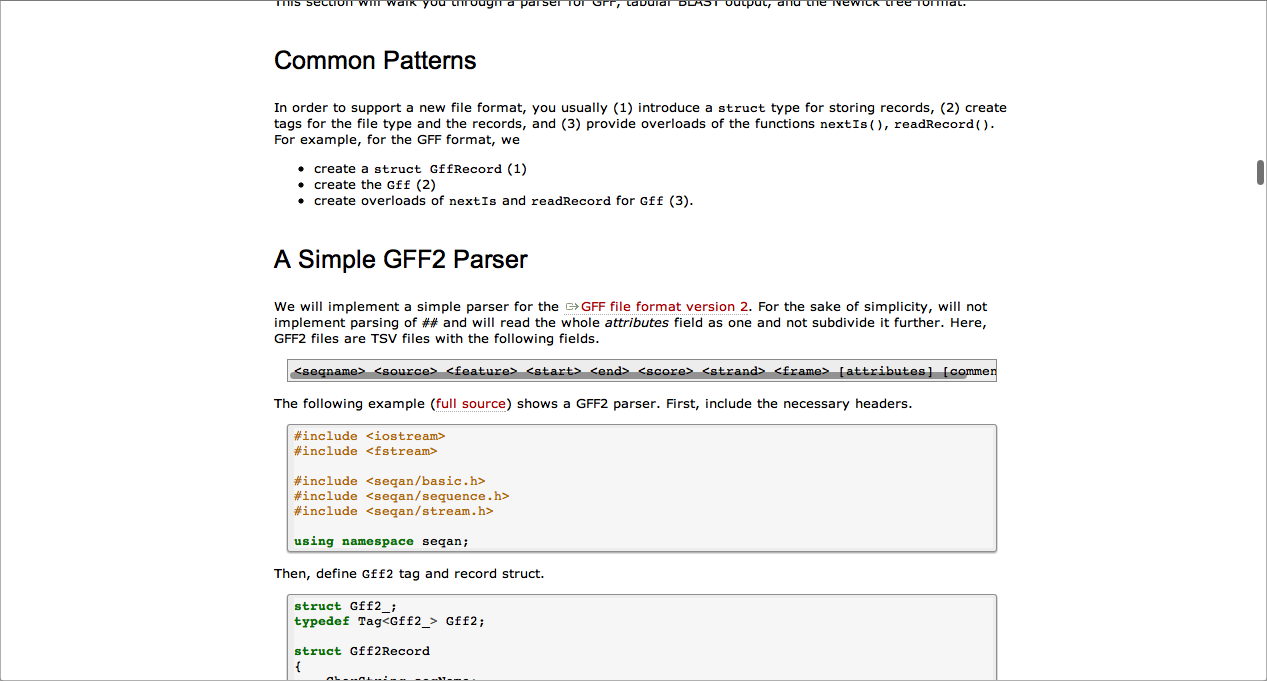 This section will walk you through a parser for GFF, tabular BLAST output, and the Newick tree format.
Common Patterns
In order to support a new file format, you usually (1) introduce a struct type for storing records, (2) create
tags for the file type and the records, and (3) provide overloads of the functions nextIs(), readRecord().
For example, for the GFF format, we
• create a struct GffRecord (1)
• create the Gff (2)
• create overloads of nextIs and readRecord for Gff (3).
A Simple GFF2 Parser
We will implement a simple parser for the GFF file format version 2. For the sake of simplicity, will not
implement parsing of ## and will read the whole attributes field as one and not subdivide it further. Here,
GFF2 files are TSV files with the following fields.
<seqname> <source> <feature> <start> <end> <score> <strand> <frame> [attributes] [commen
The following example (full source) shows a GFF2 parser. First, include the necessary headers.
#include <iostream>
#include <fstream>
#include <seqan/basic.h>
#include <seqan/sequence.h>
#include <seqan/stream.h>
using namespace seqan;
Then, define Gff2 tag and record struct.
struct Gff2_;
typedef Tag<Gff2_> Gff2;
struct Gff2Record
{
CharString seqName;